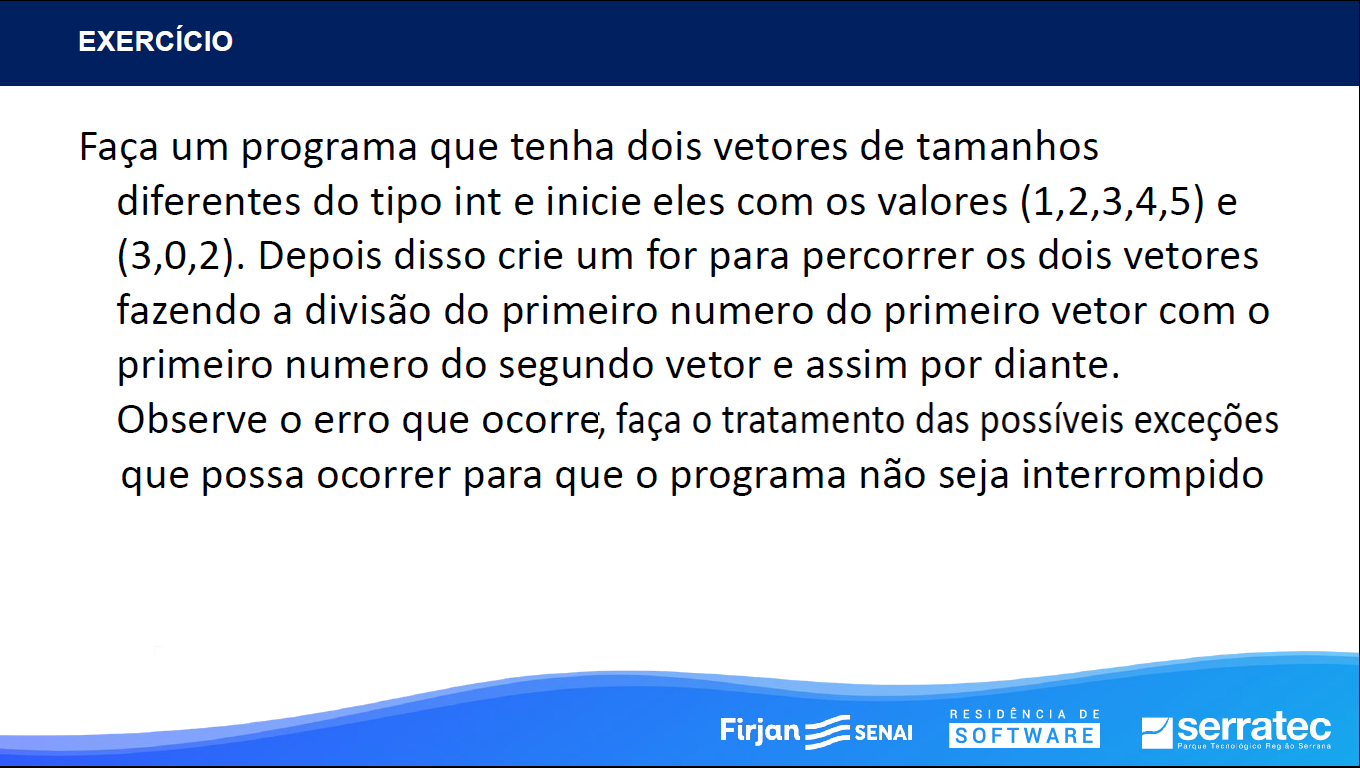 EXERCÍCIO
Faça um programa que tenha dois vetores de tamanhos
diferentes do tipo int e inicie eles com os valores (1,2,3,4,5) e
(3,0,2). Depois disso crie um for para percorrer os dois vetores
fazendo a divisão do primeiro numero do primeiro vetor com o
primeiro numero do segundo vetor e assim por diante.
Observe o erro que ocorre, faça o tratamento das possíveis exceções
que possa ocorrer para que o programa não seja interrompido
Firjan SENAI
RESIDÊNCIA DE
SOFTWARE
serratec
Parque Tecnológico Região Serrana